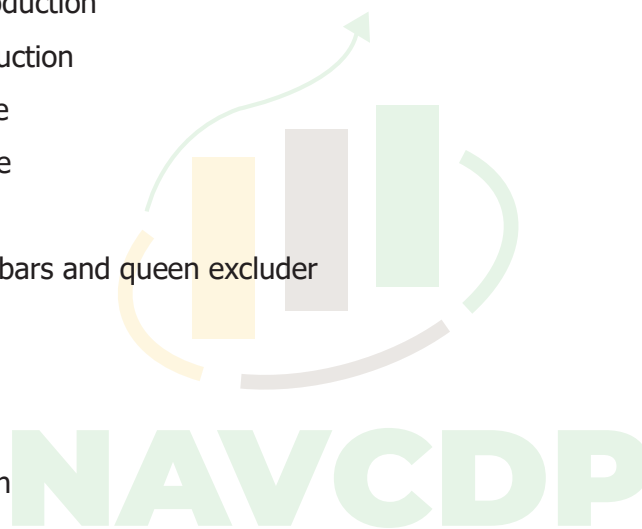 oduction
uction
e
e
bars and queen excluder
n
NAVCDP